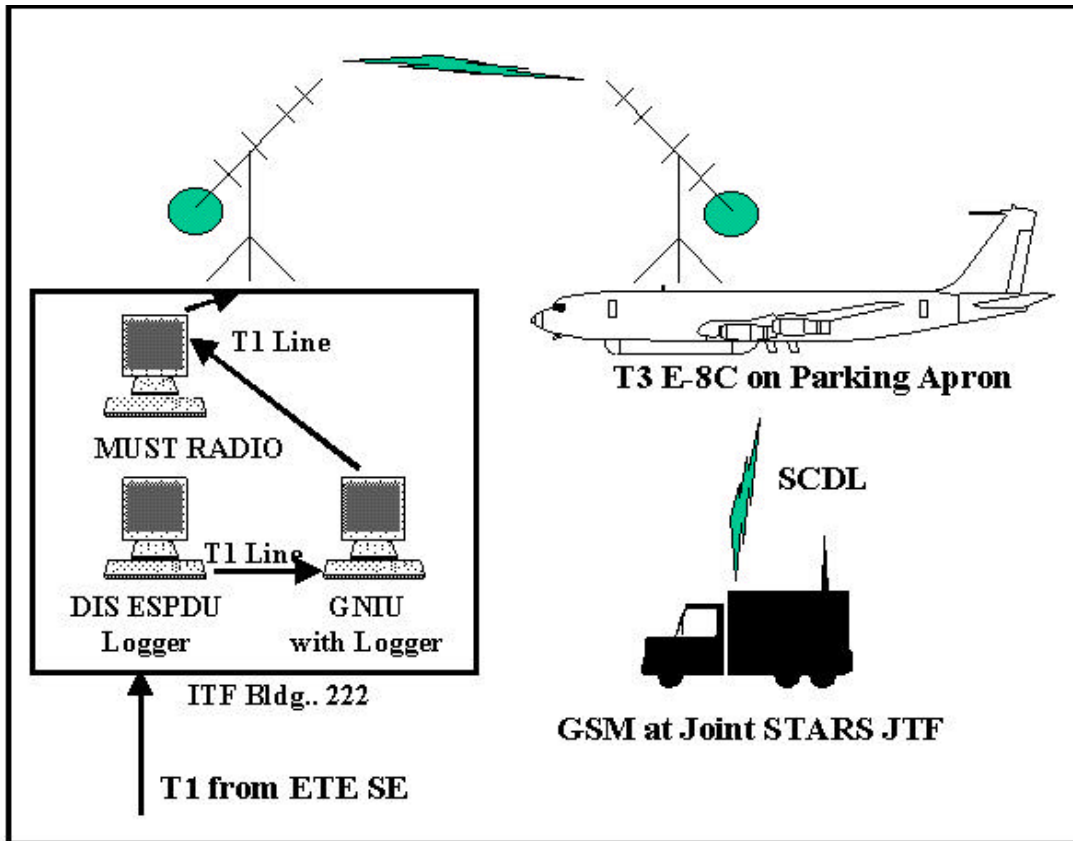 T1 Line
MUST RADIO
T3 E-8C on Parking Apron
SCDL
T1 Line
DIS ESPDU
Logger
GNIU
with Logger
ITF Bldg.. 222
GSM at Joint STARS JTF
T1 from ETE SE